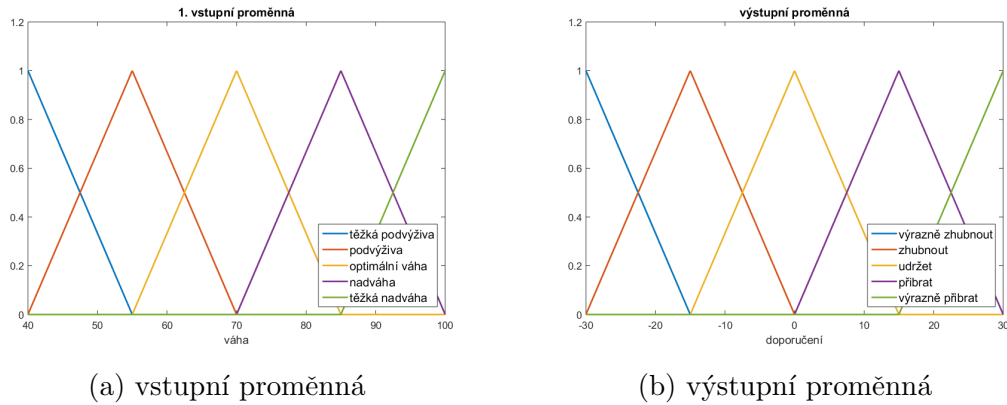 1. vstupní proměnná
1.2
1
0.8
0.6
0.4
0.2
0
40 50 60 70 80 90 100
váha
těžká podvýživa
podvýživa
optimální váha
nadváha
těžká nadváha
(a) vstupní proměnná
výstupní proměnná
1.2
1
0.8
0.6
0.4
0.2
0
-30 -20 -10 0 10 20 30
doporučení
výrazně zhubnout
zhubnout
udržet
přibrat
výrazně přibrat
(b) výstupní proměnná